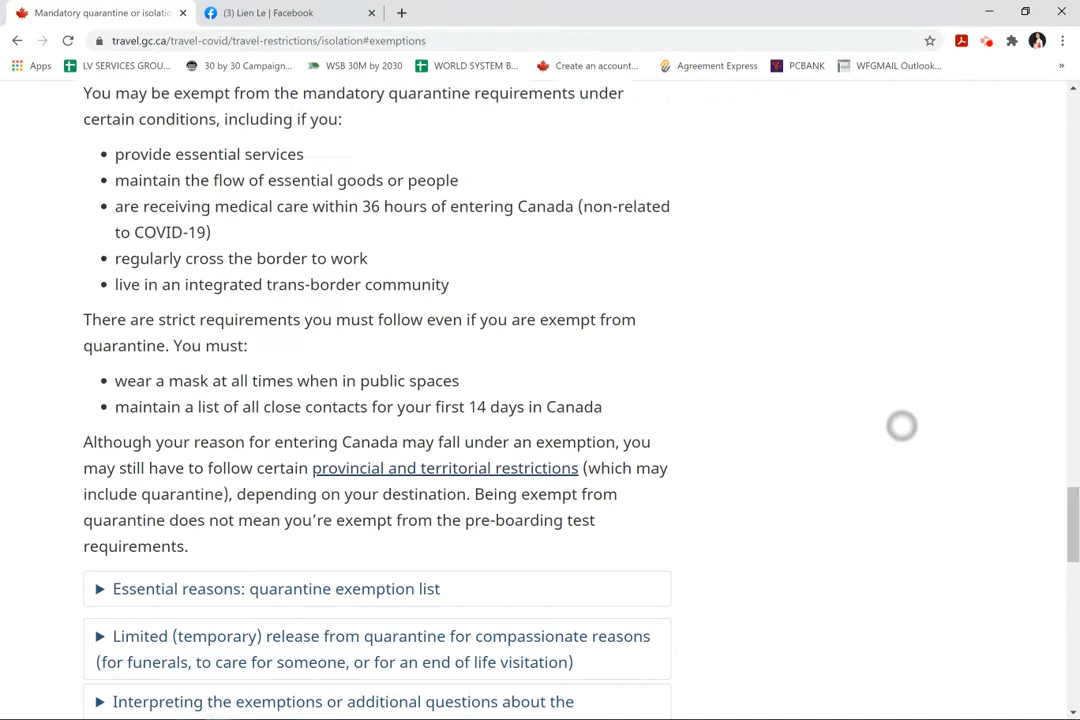 Mandatory quarantine or isolatio
(3) Lien Le | Facebook
travel.gc.ca/travel-covid/travel-restrictions/isolation#exemptions
Apps LV SERVICES GROU... 30 by 30 Campaign... WSB 30M by 2030 WORLD SYSTEM B... Create an account... Agreement Express PCBANK WFGMAIL Outlook... »
You may be exempt from the mandatory quarantine requirements under
certain conditions, including if you:
• provide essential services
• maintain the flow of essential goods or people
• are receiving medical care within 36 hours of entering Canada (non-related
to COVID-19)
• regularly cross the border to work
• live in an integrated trans-border community
There are strict requirements you must follow even if you are exempt from
quarantine. You must:
• wear a mask at all times when in public spaces
• maintain a list of all close contacts for your first 14 days in Canada
Although your reason for entering Canada may fall under an exemption, you
may still have to follow certain provincial and territorial restrictions (which may
include quarantine), depending on your destination. Being exempt from
quarantine does not mean you’re exempt from the pre-boarding test
requirements.
Essential reasons: quarantine exemption list
Limited (temporary) release from quarantine for compassionate reasons
(for funerals, to care for someone, or for an end of life visitation)
Interpreting the exemptions or additional questions about the